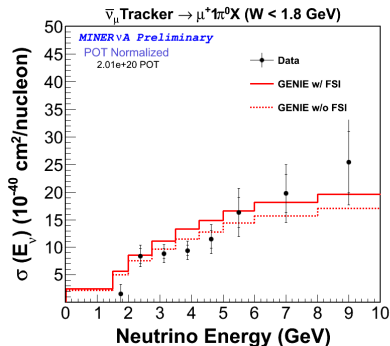 ν̅μTracker → μ⁺1π⁰X (W < 1.8 GeV)
MINERνA Preliminary
POT Normalized
2.01e+20 POT
Data
GENIE w/ FSI
GENIE w/o FSI
σ (Eν) (10⁻⁴⁰ cm²/nucleon)
50
45
40
35
30
25
20
15
10
5
0 1 2 3 4 5 6 7 8 9 10
Neutrino Energy (GeV)